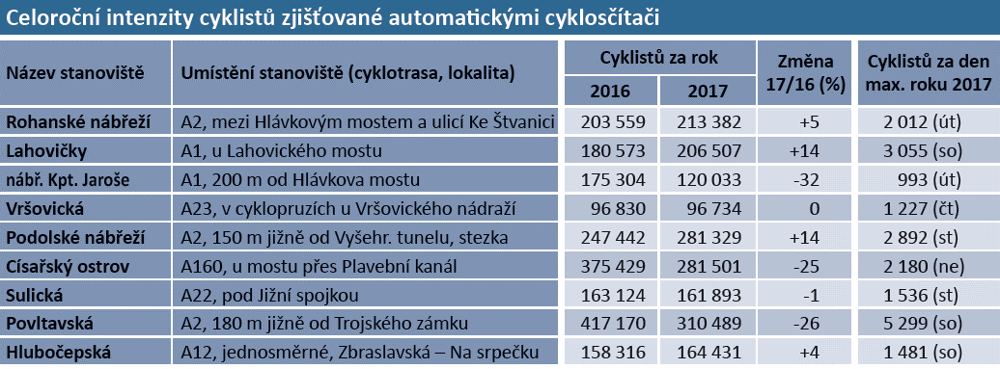 Celoroční intenzity cyklistů zjišťované automatickými cyklosčítači
Název stanoviště Umístění stanoviště (cyklotrasa, lokalita) Cyklistů za rok Změna 17/16 (%) Cyklistů za den max. roku 2017
2016 2017
Rohanské nábřeží A2, mezi Hlávkovým mostem a ulicí Ke Štvanici 203 559 213 382 +5 2 012 (út)
Lahovičky A1, u Lahovického mostu 180 573 206 507 +14 3 055 (so)
nábř. Kpt. Jaroše A1, 200 m od Hlávkova mostu 175 304 120 033 -32 993 (út)
Vršovická A23, v cyklopruzích u Vršovického nádraží 96 830 96 734 0 1 227 (čt)
Podolské nábřeží A2, 150 m jižně od Vyšehr. tunelu, stezka 247 442 281 329 +14 2 892 (st)
Císařský ostrov A160, u mostu přes Plavební kanál 375 429 281 501 -25 2 180 (ne)
Sulická A22, pod Jižní spojkou 163 124 161 893 -1 1 536 (st)
Povltavská A2, 180 m jižně od Trojského zámku 417 170 310 489 -26 5 299 (so)
Hlubočepská A12, jednosměrné, Zbraslavská – Na srpečku 158 316 164 431 +4 1 481 (so)